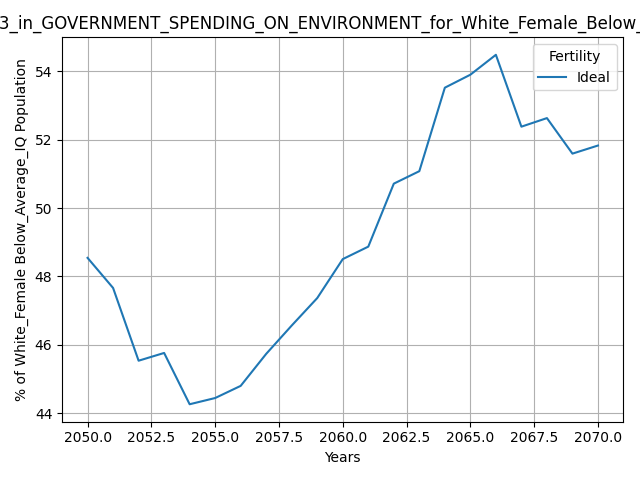 3_in_GOVERNMENT_SPENDING_ON_ENVIRONMENT_for_White_Female_Below_
Fertility
Ideal
% of White_Female Below_Average_IQ Population
54
52
50
48
46
44
2050.0 2052.5 2055.0 2057.5 2060.0 2062.5 2065.0 2067.5 2070.0
Years